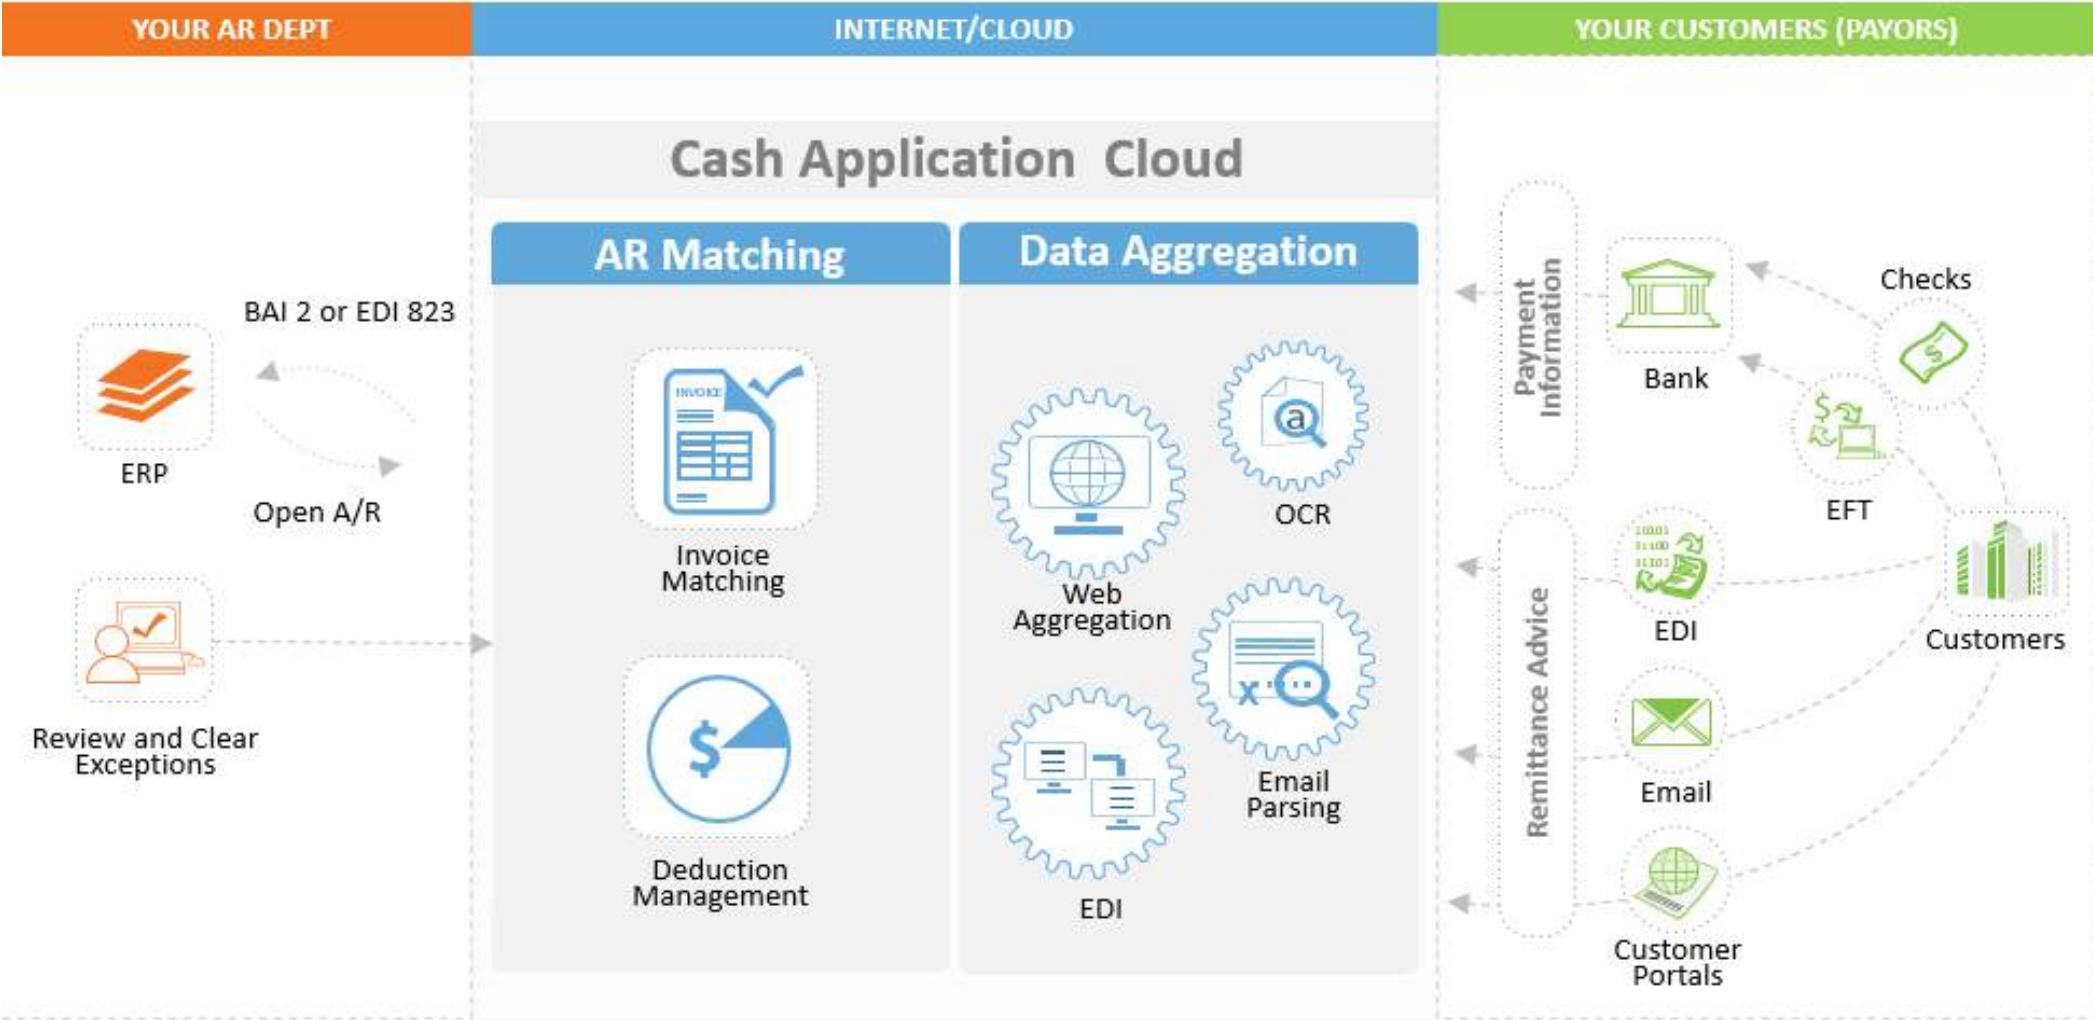 YOUR AR DEPT
INTERNET/CLOUD
YOUR CUSTOMERS (PAYORS)
Cash Application Cloud
AR Matching
Data Aggregation
BAI 2 or EDI 823
ERP
Open A/R
Review and Clear
Exceptions
INVOICE
Invoice
Matching
$
Deduction
Management
a
OCR
Web
Aggregation
x
Email
Parsing
EDI
Payment
Information
Bank
Checks
$
$
EFT
Remittance Advice
EDI
Customers
Email
Customer
Portals